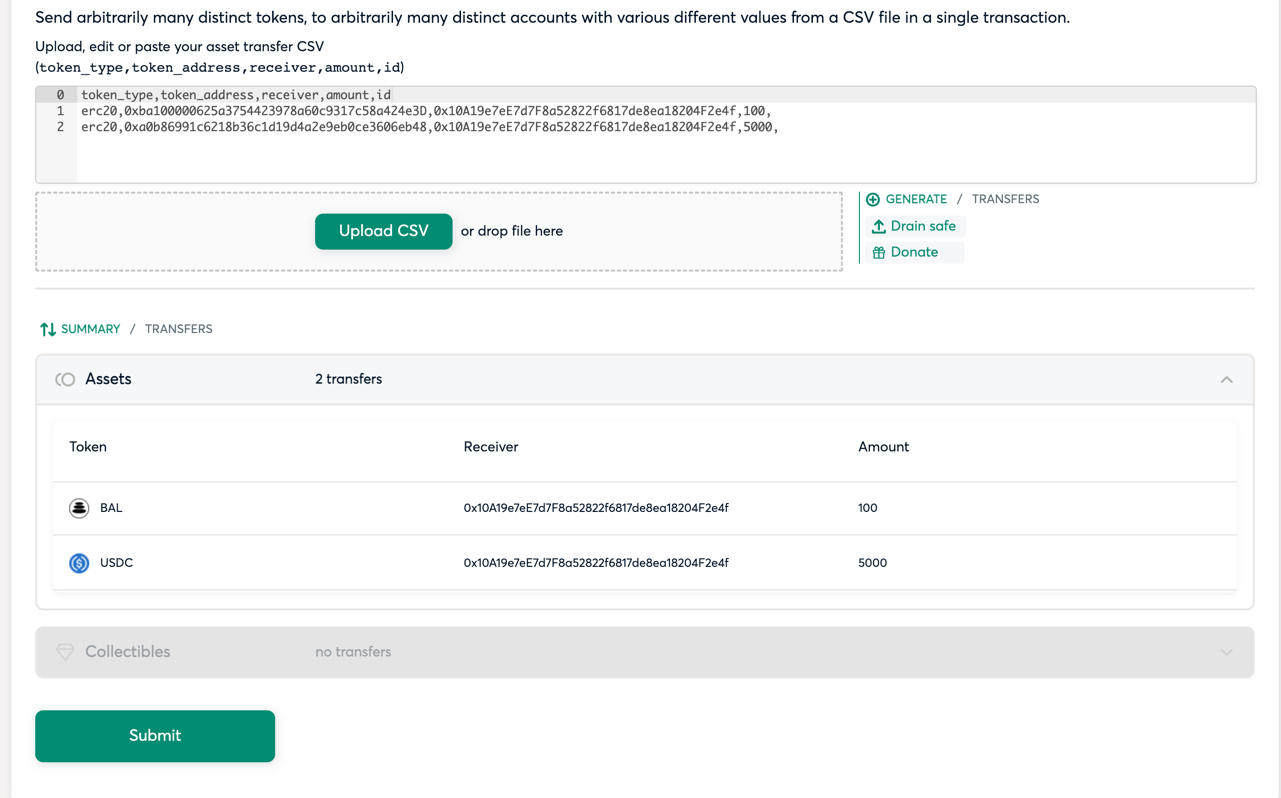 Send arbitrarily many distinct tokens, to arbitrarily many distinct accounts with various different values from a CSV file in a single transaction.
Upload, edit or paste your asset transfer CSV
(token_type,token_address,receiver,amount,id)
0 token_type,token_address,receiver,amount,id
1 erc20,0xba100000625a3754423978a60c9317c58a424e3D,0x10A19e7eE7d7F8a52822f6817de8ea18204F2e4f,100,
2 erc20,0xa0b86991c6218b36c1d19d4a2e9eb0ce3606eb48,0x10A19e7eE7d7F8a52822f6817de8ea18204F2e4f,5000,
Upload CSV or drop file here
GENERATE / TRANSFERS
Drain safe
Donate
SUMMARY / TRANSFERS
Assets 2 transfers
Token Receiver Amount
BAL 0x10A19e7eE7d7F8a52822f6817de8ea18204F2e4f 100
USDC 0x10A19e7eE7d7F8a52822f6817de8ea18204F2e4f 5000
Collectibles no transfers
Submit